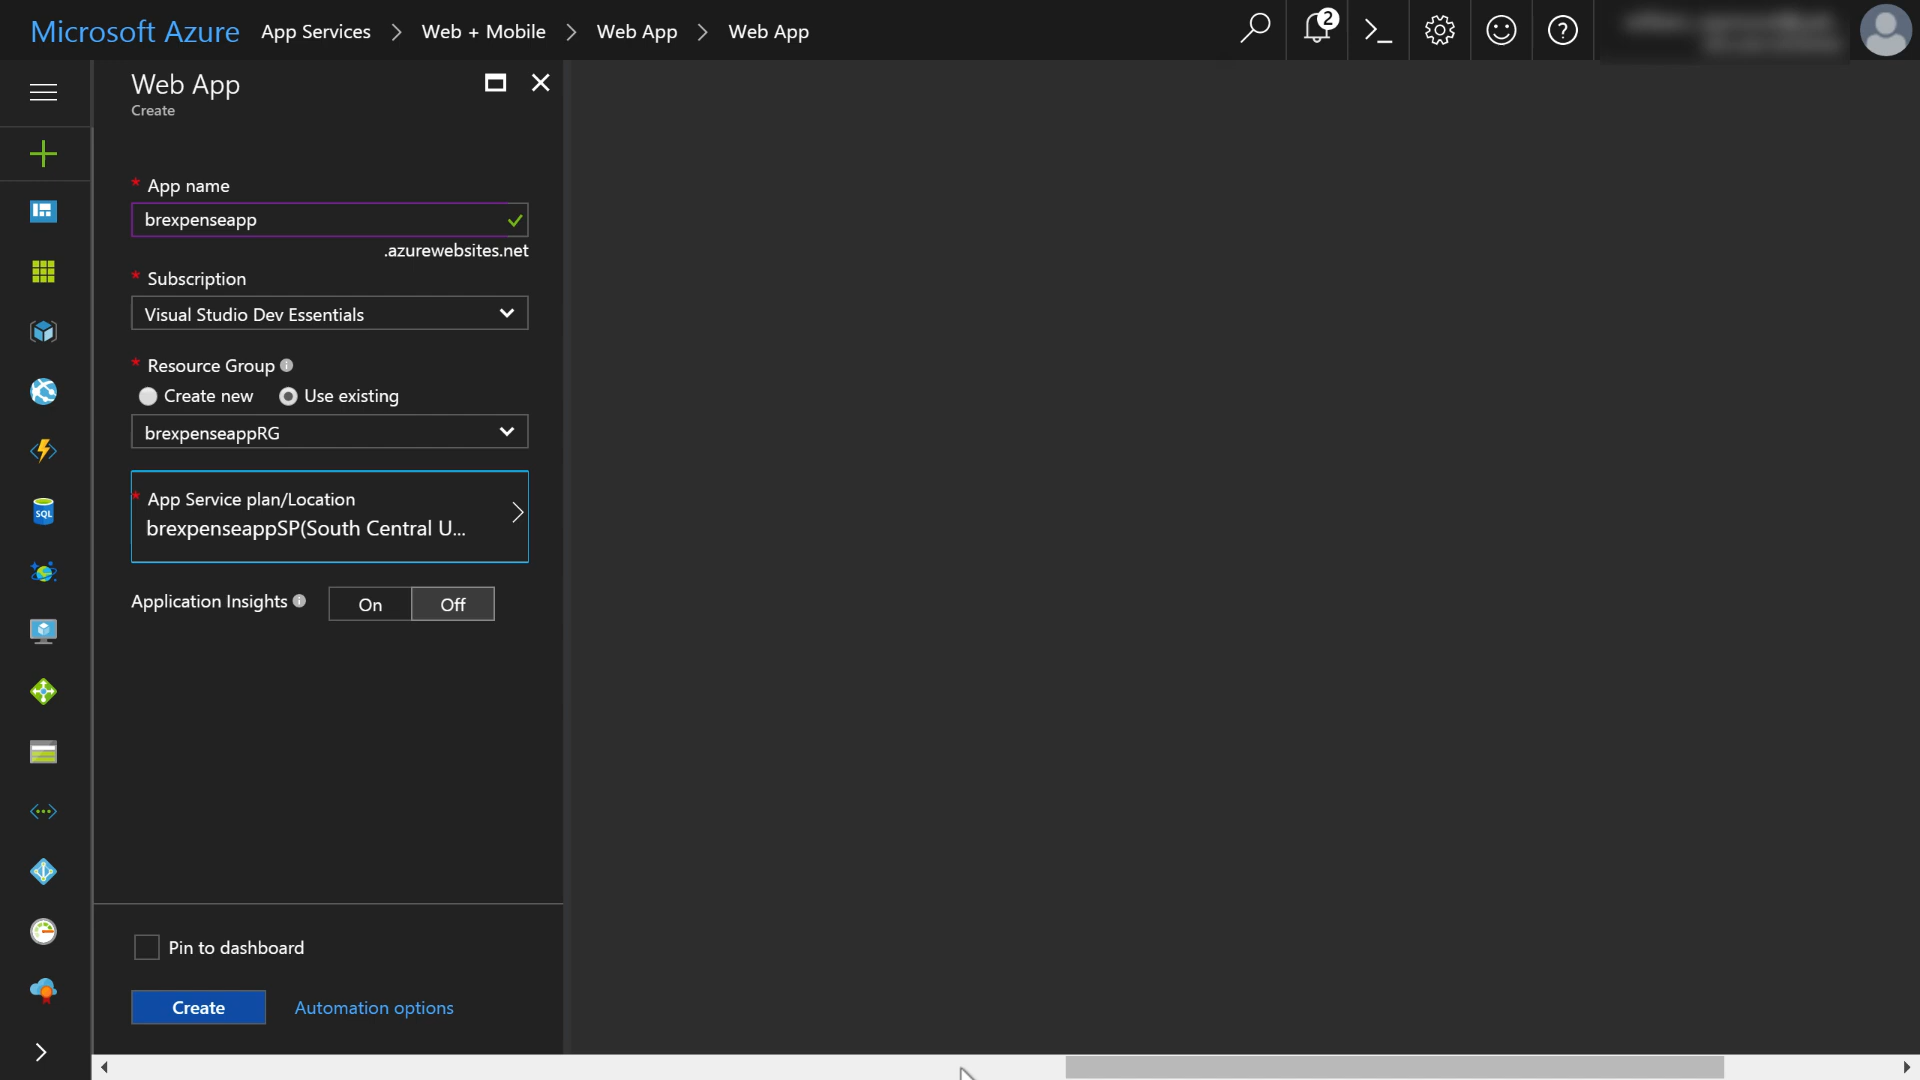 Microsoft Azure App Services > Web + Mobile > Web App > Web App
2
Web App
Create
* App name
brexpenseapp
.azurewebsites.net
* Subscription
Visual Studio Dev Essentials
* Resource Group
Create new Use existing
brexpenseappRG
* App Service plan/Location
brexpenseappSP(South Central U...
Application Insights On Off
SQL
Pin to dashboard
Create Automation options